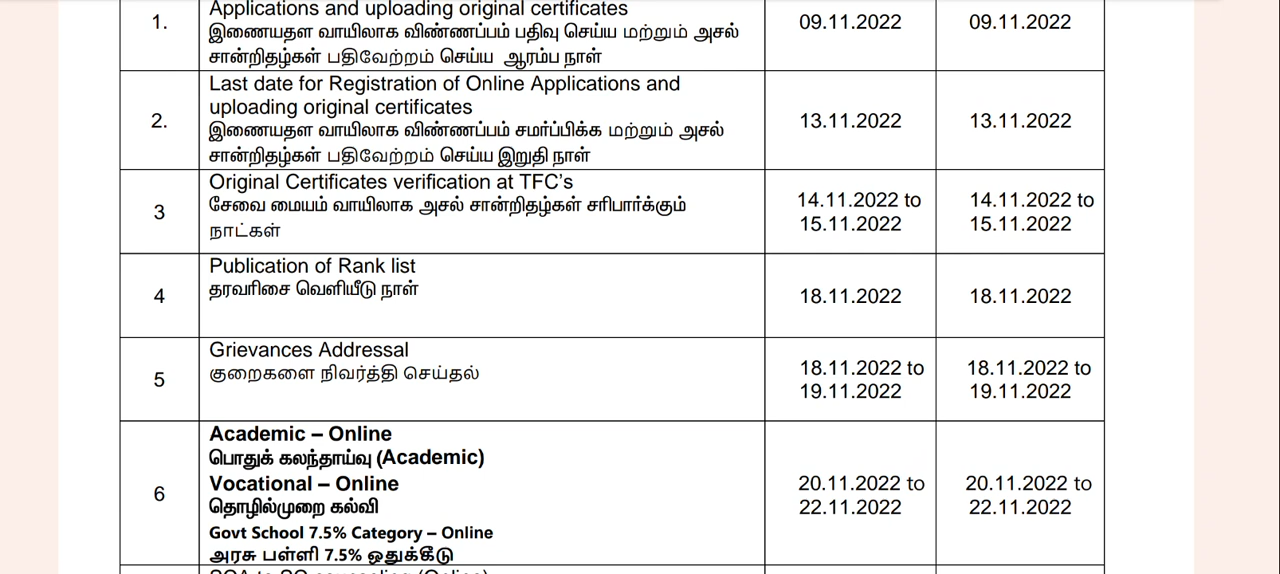 1.
Applications and uploading original certificates
இணையதள வாயிலாக விண்ணப்பம் பதிவு செய்ய மற்றும் அசல்
சான்றிதழ்கள் பதிவேற்றம் செய்ய ஆரம்ப நாள்
09.11.2022
09.11.2022
2.
Last date for Registration of Online Applications and
uploading original certificates
இணையதள வாயிலாக விண்ணப்பம் சமர்ப்பிக்க மற்றும் அசல்
சான்றிதழ்கள் பதிவேற்றம் செய்ய இறுதி நாள்
13.11.2022
13.11.2022
3
Original Certificates verification at TFC’s
சேவை மையம் வாயிலாக அசல் சான்றிதழ்கள் சரிபார்க்கும்
நாட்கள்
14.11.2022 to
15.11.2022
14.11.2022 to
15.11.2022
4
Publication of Rank list
தரவரிசை வெளியீடு நாள்
18.11.2022
18.11.2022
5
Grievances Addressal
குறைகளை நிவர்த்தி செய்தல்
18.11.2022 to
19.11.2022
18.11.2022 to
19.11.2022
6
Academic – Online
பொதுக் கலந்தாய்வு (Academic)
Vocational – Online
தொழில்முறை கல்வி
Govt School 7.5% Category – Online
அரசு பள்ளி 7.5% ஒதுக்கீடு
20.11.2022 to
22.11.2022
20.11.2022 to
22.11.2022